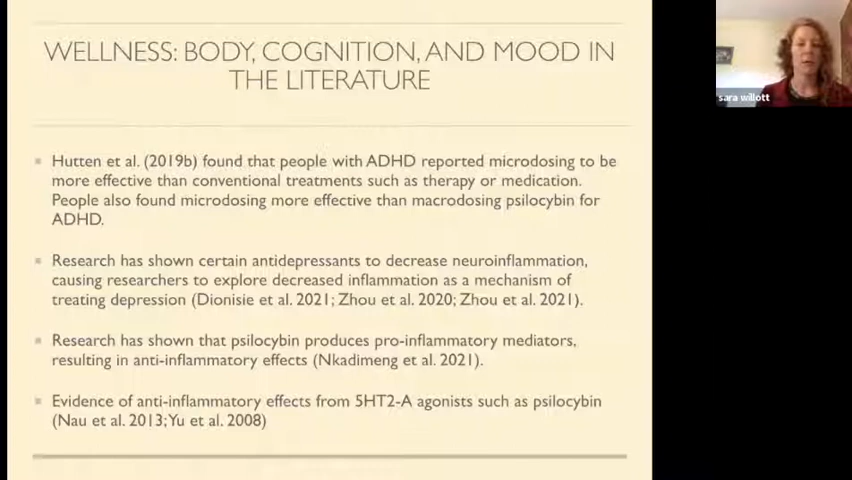 WELLNESS: BODY, COGNITION, AND MOOD IN
THE LITERATURE
Hutten et al. (2019b) found that people with ADHD reported microdosing to be
more effective than conventional treatments such as therapy or medication.
People also found microdosing more effective than macrodosing psilocybin for
ADHD.
Research has shown certain antidepressants to decrease neuroinflammation,
causing researchers to explore decreased inflammation as a mechanism of
treating depression (Dionisie et al. 2021; Zhou et al. 2020; Zhou et al. 2021).
Research has shown that psilocybin produces pro-inflammatory mediators,
resulting in anti-inflammatory effects (Nkadimeng et al. 2021).
Evidence of anti-inflammatory effects from 5HT2-A agonists such as psilocybin
(Nau et al. 2013; Yu et al. 2008)
sara willott